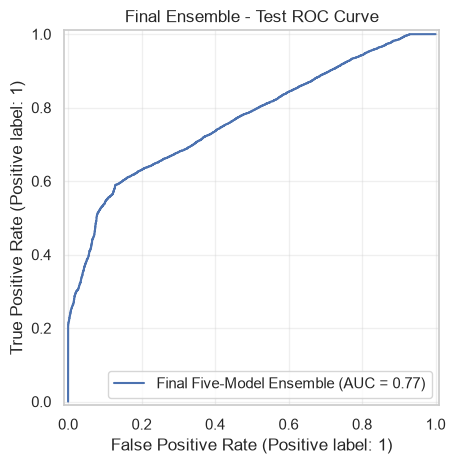 Final Ensemble - Test ROC Curve
True Positive Rate (Positive label: 1)
1.0
0.8
0.6
0.4
0.2
0.0
Final Five-Model Ensemble (AUC = 0.77)
0.0 0.2 0.4 0.6 0.8 1.0
False Positive Rate (Positive label: 1)